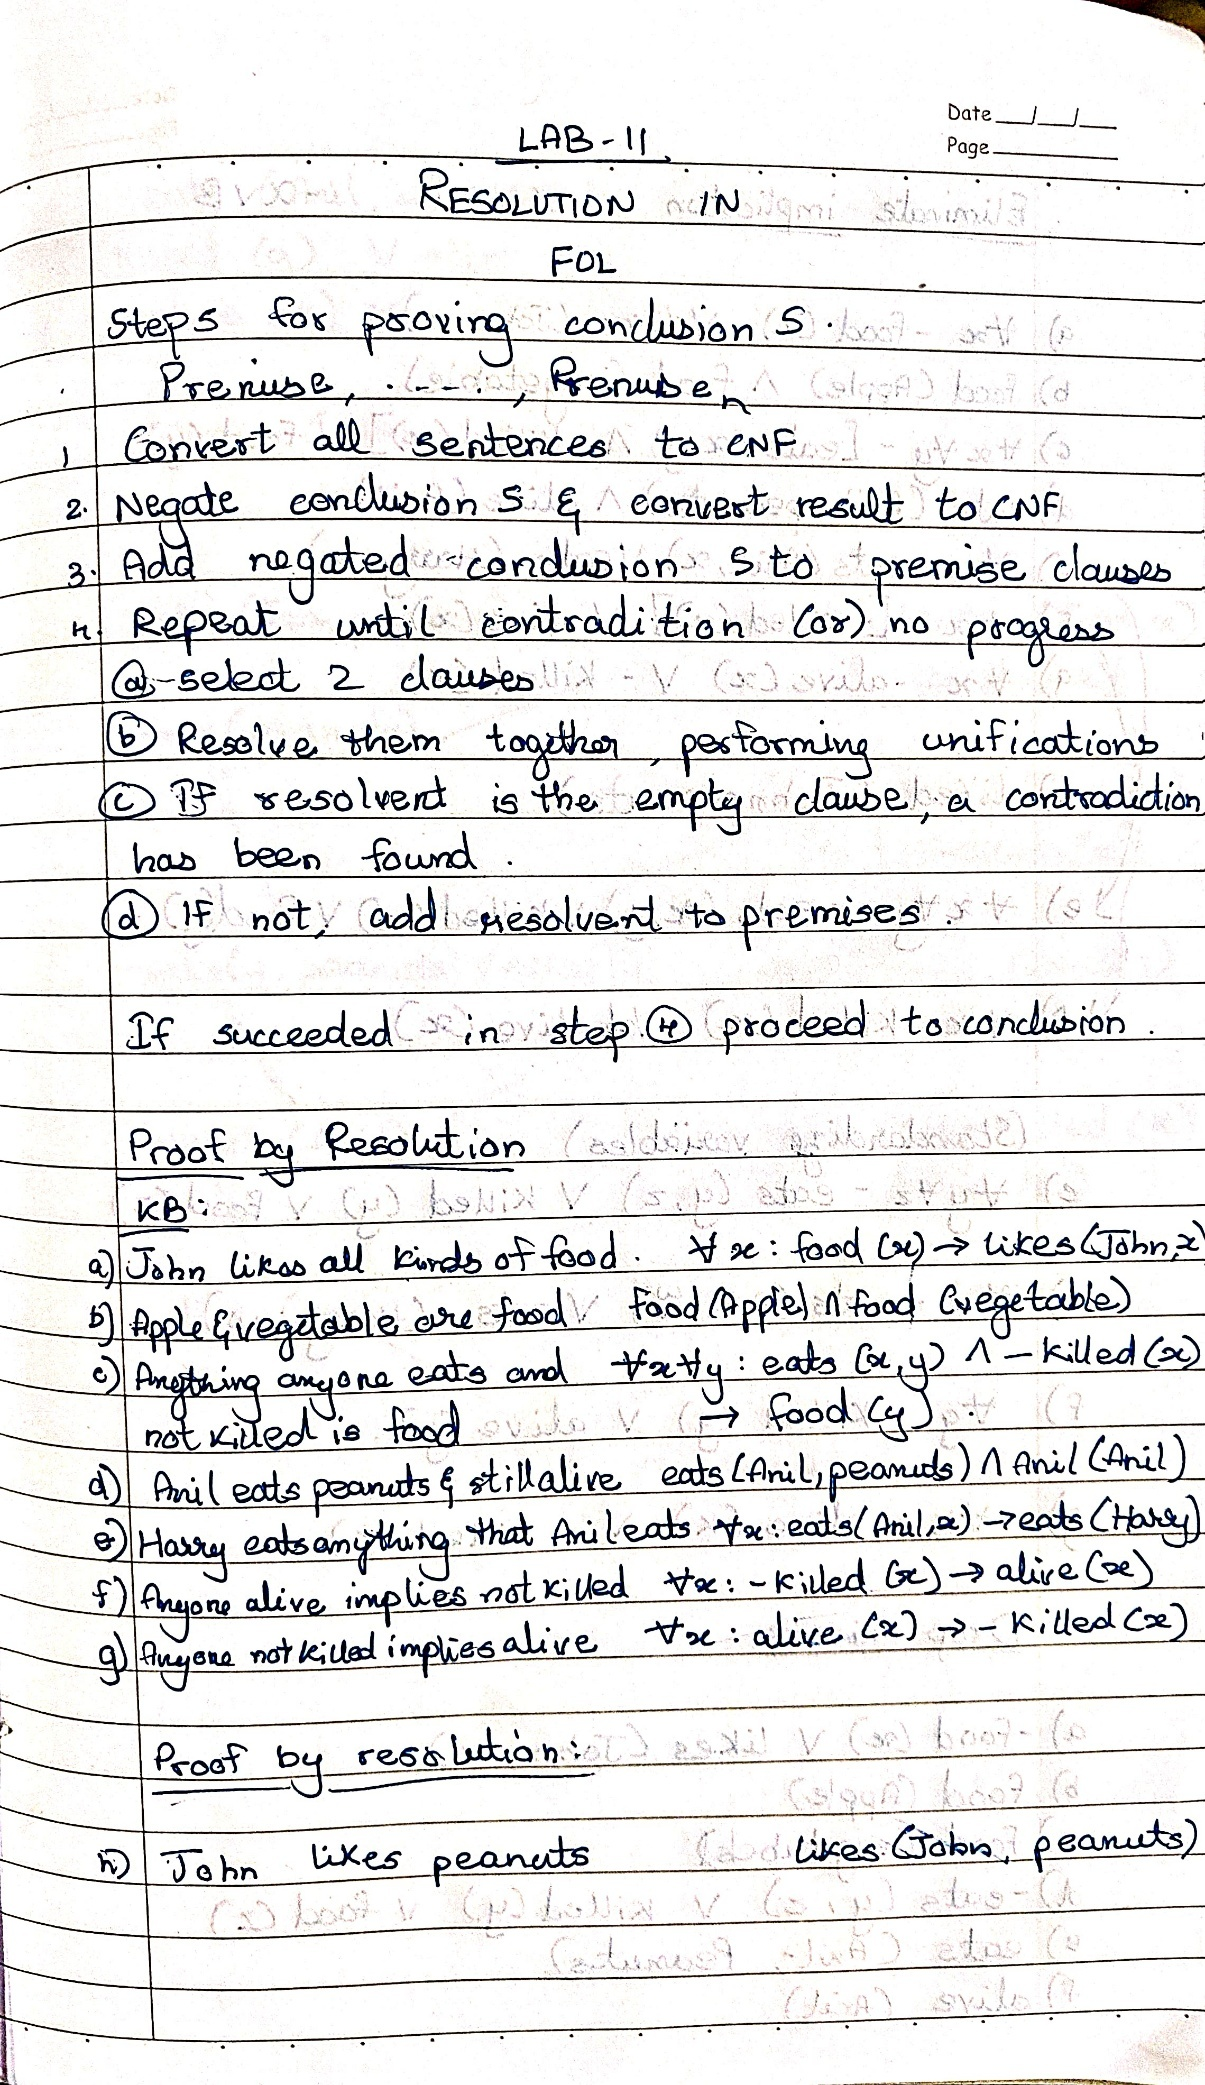 Date __/__/__
Page
LAB-11
RESOLUTION IN
FOL
Steps for proving conclusion S.
Premise, . - - . , Premise n
1 Convert all sentences to CNF
2. Negate conclusion S & convert result to CNF
3. Add negated conclusion S to premise clauses
4. Repeat until contradition (or) no progress
(a) select 2 clauses
(b) Resolve them together, performing unifications
(c) If resolvent is the empty clause, a contradiction
has been found .
(d) If not, add resolvent to premises .
If succeeded in step (4) proceed to conclusion .
Proof by Resolution
KB :
a) John likes all kinds of food . ∀x : food (x) → likes (John, x)
b) Apple & vegetable are food food (Apple) ∧ food (vegetable)
c) Anything anyone eats and ∀x∀y : eats (x, y) ∧ - killed (x)
not killed is food → food (y) .
d) Anil eats peanuts & still alive eats (Anil, peanuts) ∧ Anil (Anil)
e) Harry eats anything that Anil eats ∀x : eats (Anil, x) → eats (Harry)
f) Anyone alive implies not killed ∀x : - killed (x) → alive (x)
g) Anyone not killed implies alive ∀x : alive (x) → - killed (x)
Proof by resolution :
h) John likes peanuts likes (John, peanuts)